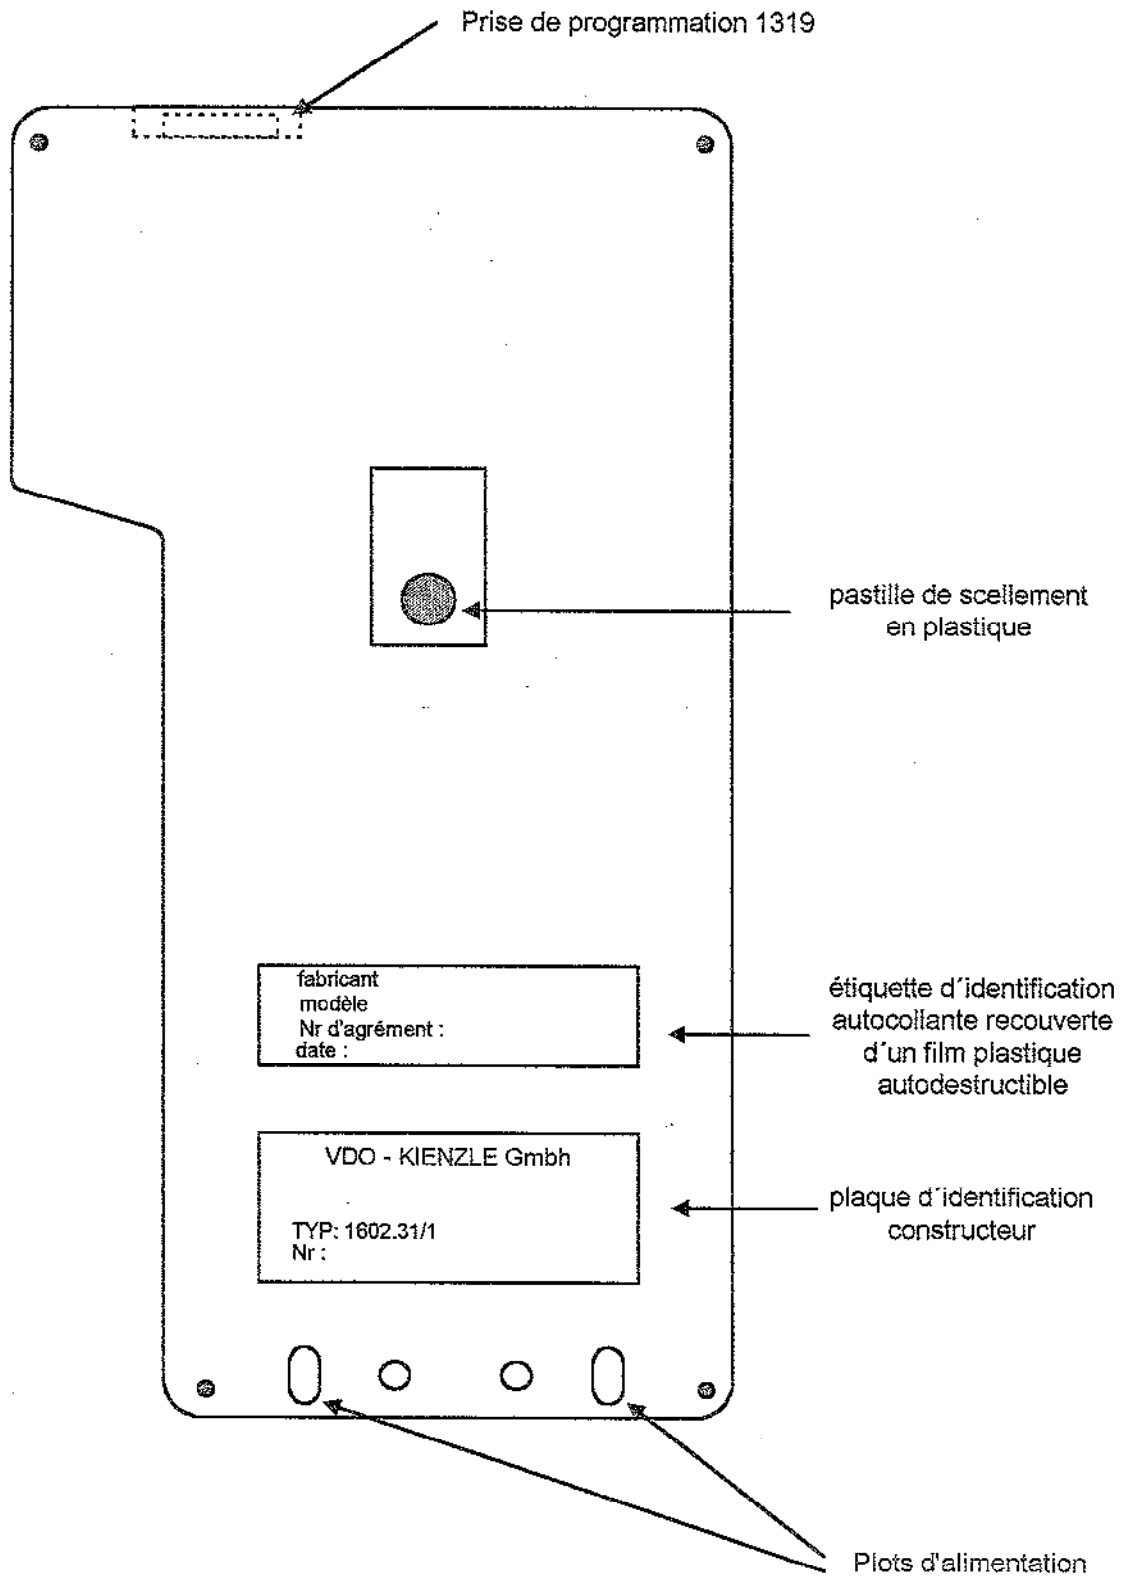 Prise de programmation 1319
pastille de scellement
en plastique
fabricant
modèle
Nr d'agrément :
date :
étiquette d´identification
autocollante recouverte
d´un film plastique
autodestructible
VDO - KIENZLE Gmbh
TYP: 1602.31/1
Nr :
plaque d´identification
constructeur
Plots d'alimentation